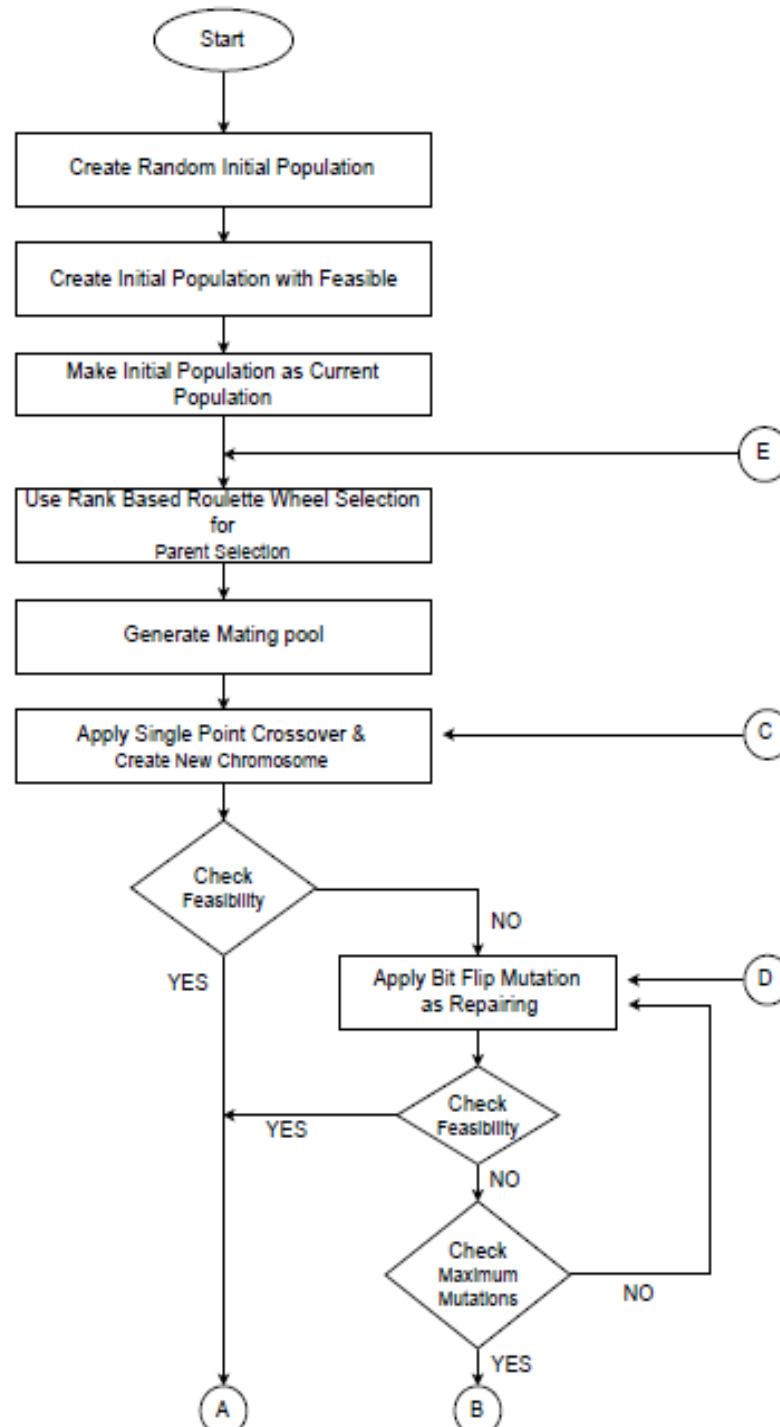 Start
Create Random Initial Population
Create Initial Population with Feasible
Make Initial Population as Current
Population
E
Use Rank Based Roulette Wheel Selection
for
Parent Selection
Generate Mating pool
Apply Single Point Crossover &
Create New Chromosome
C
Check
Feasibility
NO
YES
Apply Bit Flip Mutation
as Repairing
D
Check
Feasibility
YES
NO
Check
Maximum
Mutations
NO
YES
A
B